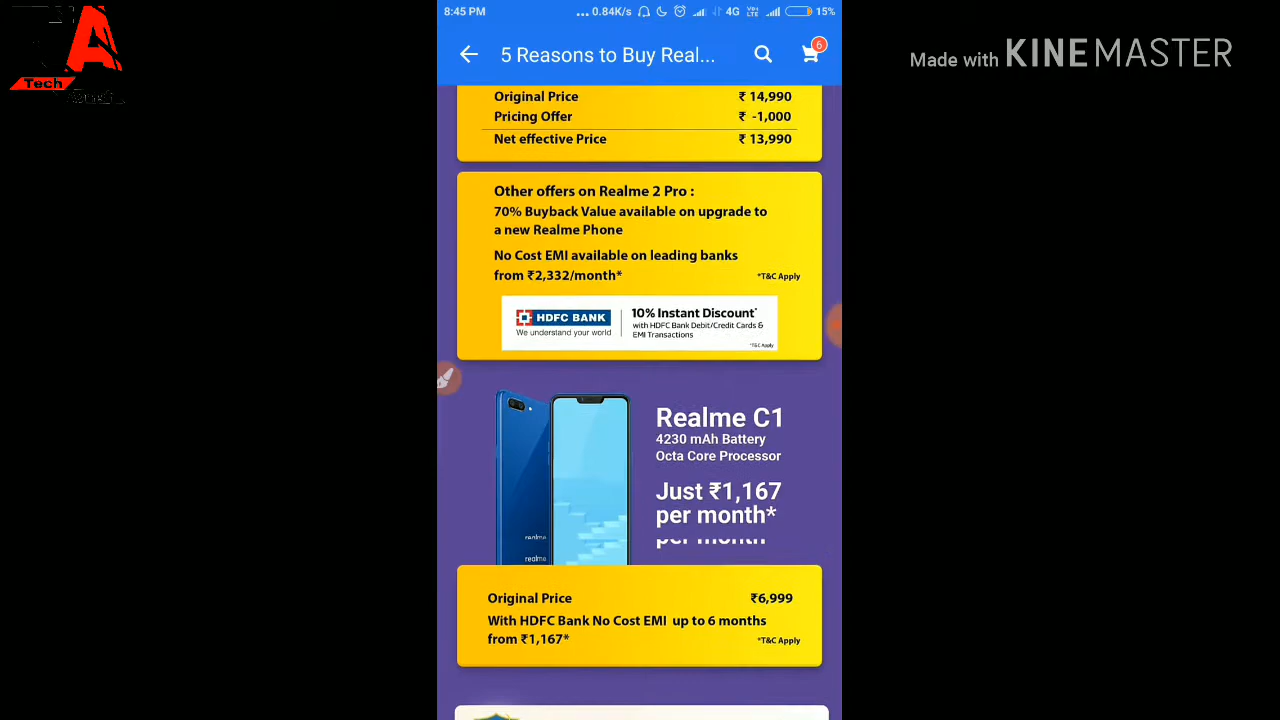 Tech
Made with KINEMASTER
8:45 PM
... 0.84K/s 4G VoLTE 15%
5 Reasons to Buy Real...
6
Original Price ₹ 14,990
Pricing Offer ₹ -1,000
Net effective Price ₹ 13,990
Other offers on Realme 2 Pro :
70% Buyback Value available on upgrade to
a new Realme Phone
No Cost EMI available on leading banks
from ₹2,332/month*
*T&C Apply
HDFC BANK
We understand your world
10% Instant Discount*
with HDFC Bank Debit/Credit Cards &
EMI Transactions
*T&C Apply
Realme C1
4230 mAh Battery
Octa Core Processor
Just ₹1,167
per month*
per month
realme
realme
Original Price ₹6,999
With HDFC Bank No Cost EMI up to 6 months
from ₹1,167*
*T&C Apply